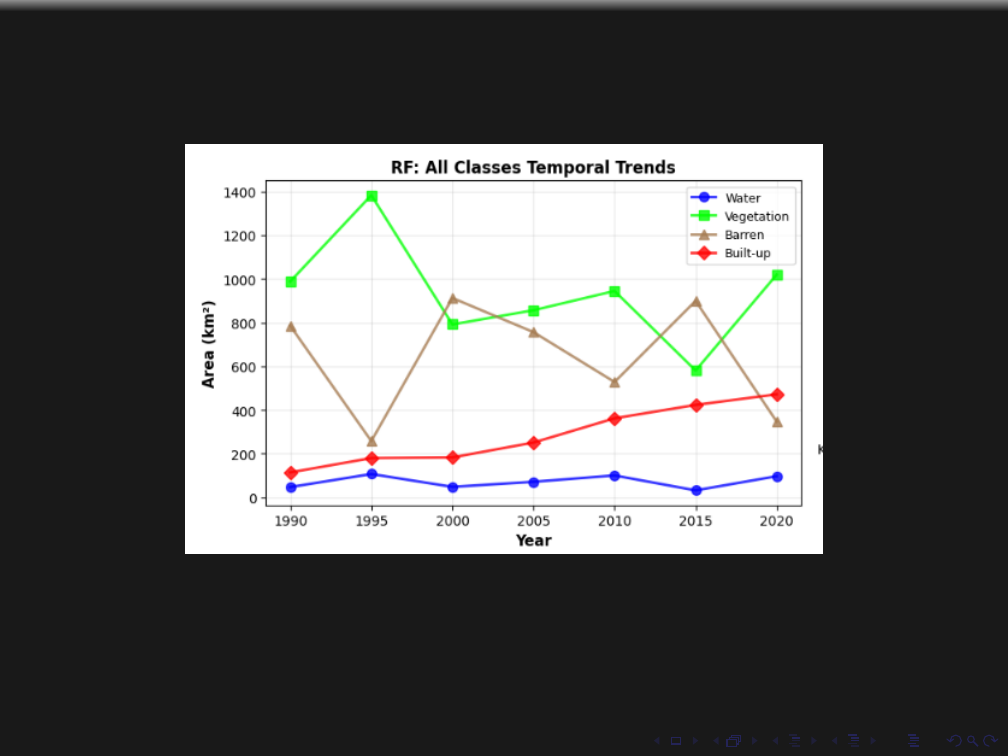 RF: All Classes Temporal Trends
Water
Vegetation
Barren
Built-up
1400
1200
1000
800
600
400
200
0
Area (km²)
1990 1995 2000 2005 2010 2015 2020
Year